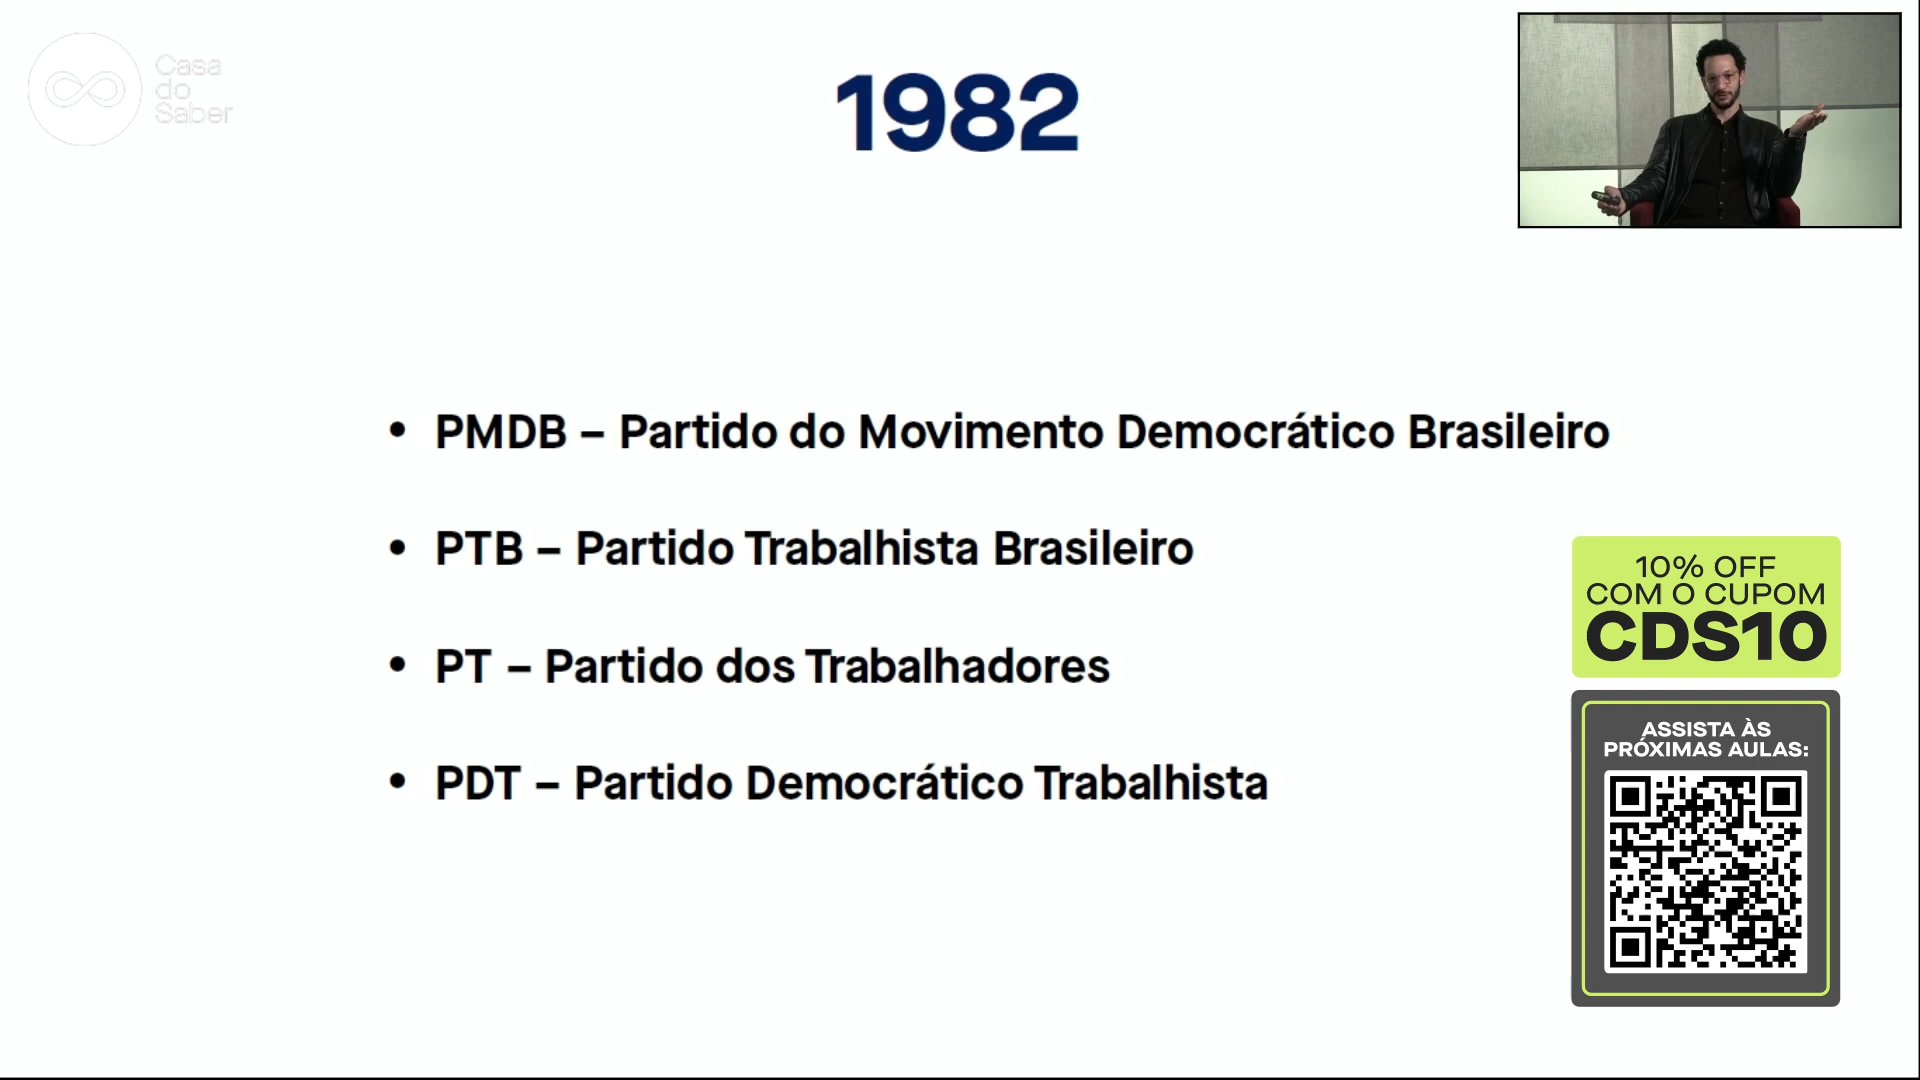 Casa
do
Saber
1982
• PMDB – Partido do Movimento Democrático Brasileiro
• PTB – Partido Trabalhista Brasileiro
• PT – Partido dos Trabalhadores
• PDT – Partido Democrático Trabalhista
10% OFF
COM O CUPOM
CDS10
ASSISTA ÀS
PRÓXIMAS AULAS: